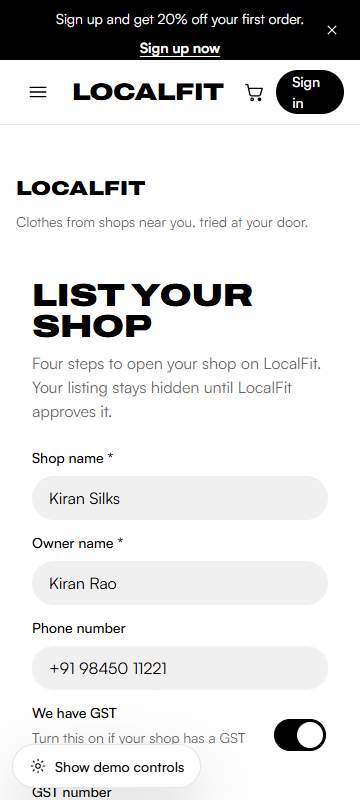 Sign up and get 20% off your first order.
Sign up now
LOCALFIT
Sign
in
LOCALFIT
Clothes from shops near you, tried at your door.
LIST YOUR
SHOP
Four steps to open your shop on LocalFit.
Your listing stays hidden until LocalFit
approves it.
Shop name *
Kiran Silks
Owner name *
Kiran Rao
Phone number
+91 98450 11221
We have GST
Turn this on if your shop has a GST
Show demo controls
GST number